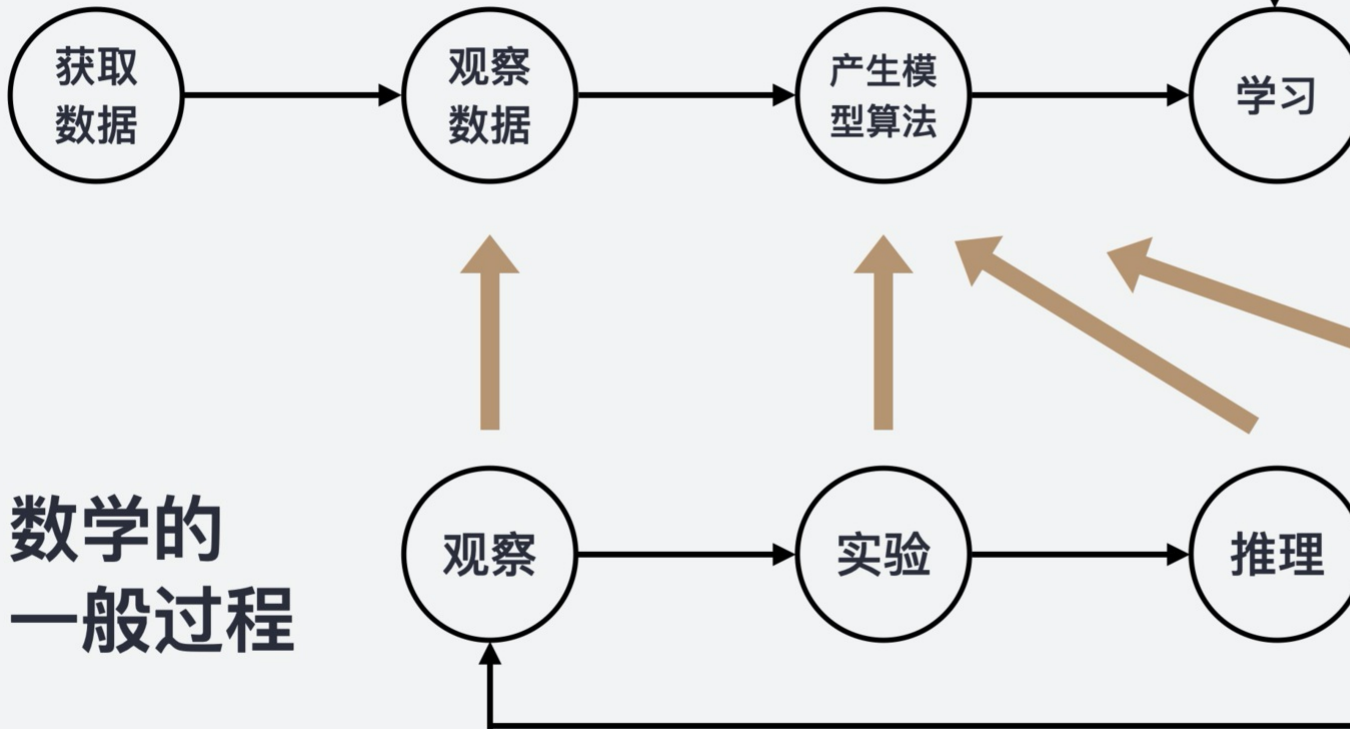 获取
数据
观察
数据
产生模
型算法
学习
数学的
一般过程
观察
实验
推理